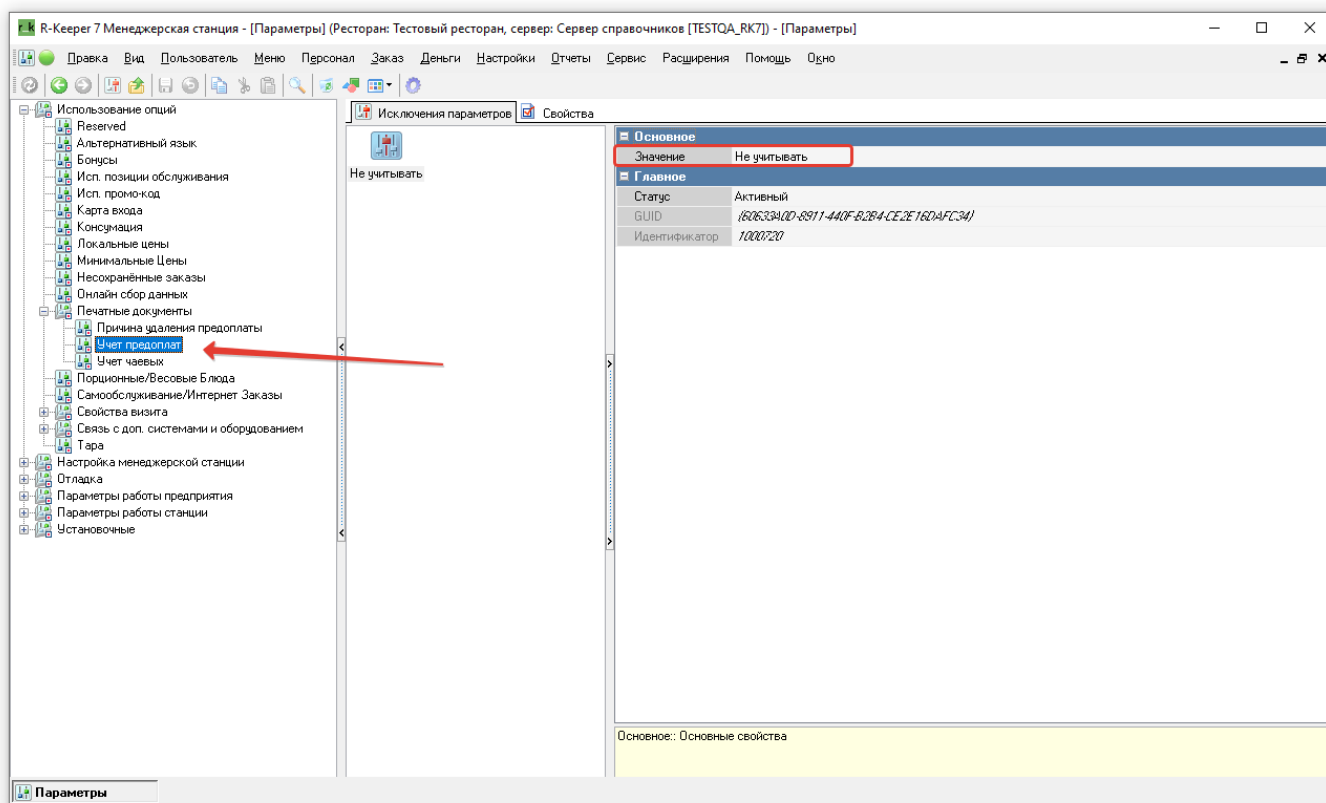 R-Keeper 7 Менеджерская станция - [Параметры] (Ресторан: Тестовый ресторан, сервер: Сервер справочников [TESTQA_RK7]) - [Параметры]
Правка Вид Пользователь Меню Персонал Заказ Деньги Настройки Отчеты Сервис Расширения Помощь Окно
Использование опций
Reserved
Альтернативный язык
Бонусы
Исп. позиции обслуживания
Исп. промо-код
Карта входа
Консумация
Локальные цены
Минимальные Цены
Несохранённые заказы
Онлайн сбор данных
Печатные документы
Причина удаления предоплаты
Учет предоплат
Учет чаевых
Порционные/Весовые Блюда
Самообслуживание/Интернет Заказы
Свойства визита
Связь с доп. системами и оборудованием
Тара
Настройка менеджерской станции
Отладка
Параметры работы предприятия
Параметры работы станции
Установочные
Исключения параметров Свойства
Не учитывать
Основное
Значение Не учитывать
Главное
Статус Активный
GUID {60633A0D-8911-440F-B2B4-CE2E16DAFC34}
Идентификатор 1000720
Основное:: Основные свойства
Параметры